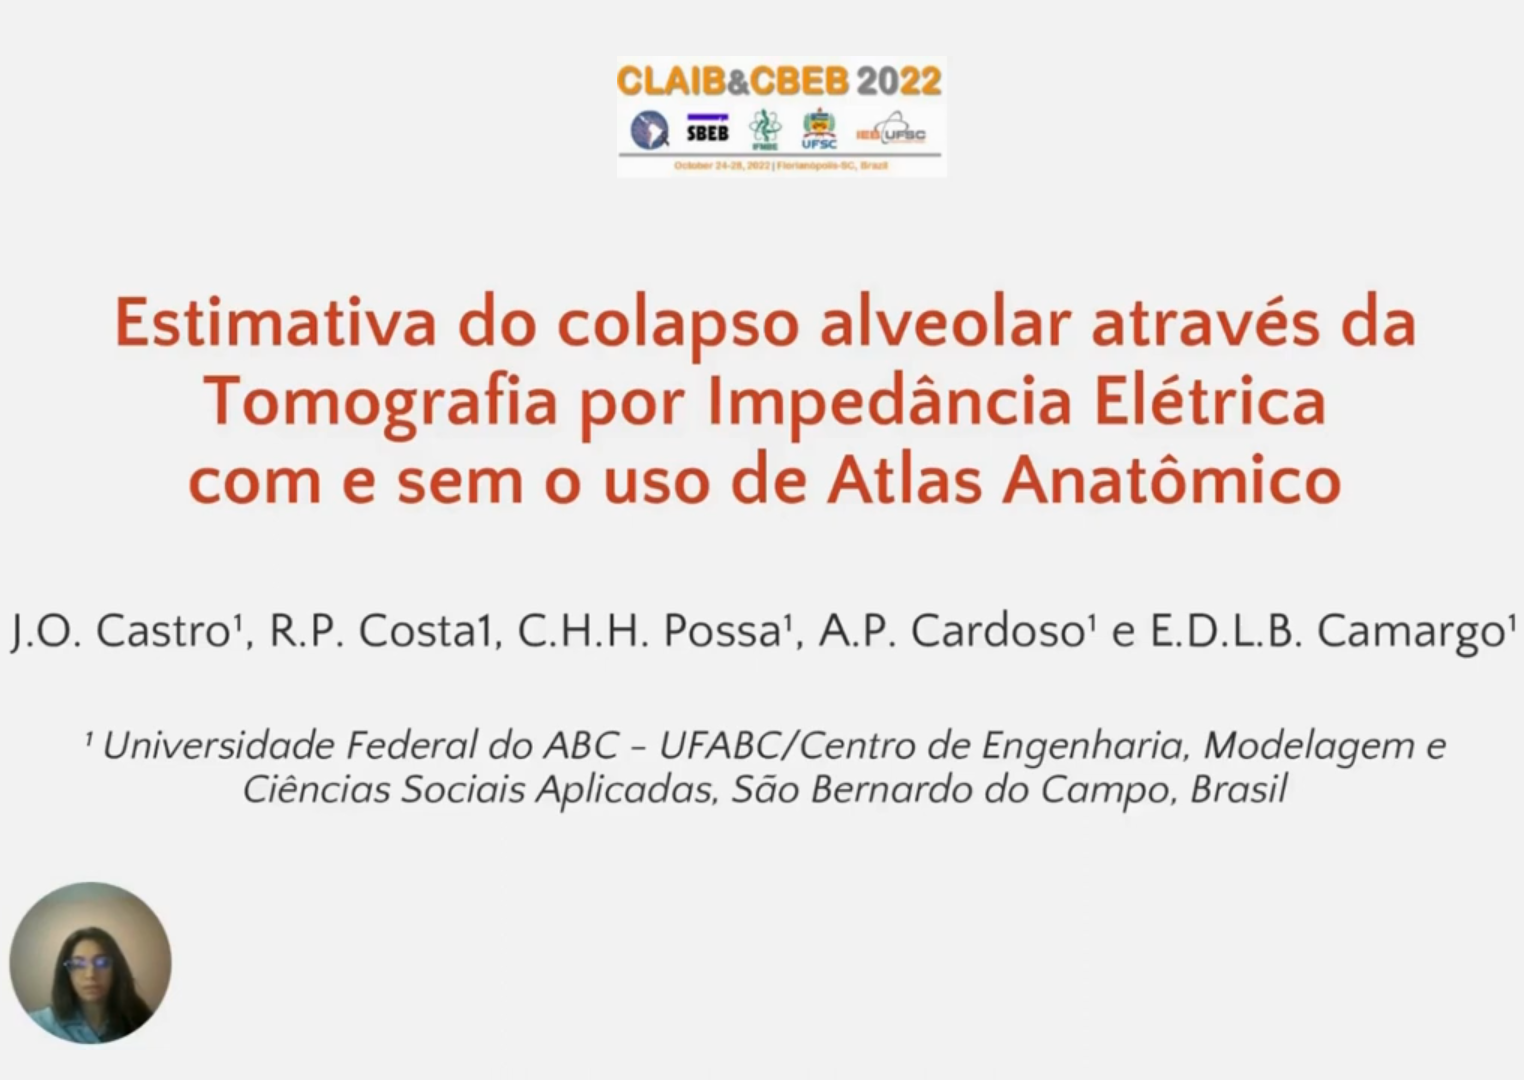 CLAIB&CBEB 2022
SBEB IFMBE UFSC IEB UFSC
October 24-28, 2022 | Florianópolis-SC, Brazil
Estimativa do colapso alveolar através da
Tomografia por Impedância Elétrica
com e sem o uso de Atlas Anatômico
J.O. Castro¹, R.P. Costa1, C.H.H. Possa¹, A.P. Cardoso¹ e E.D.L.B. Camargo¹
¹ Universidade Federal do ABC – UFABC/Centro de Engenharia, Modelagem e
Ciências Sociais Aplicadas, São Bernardo do Campo, Brasil